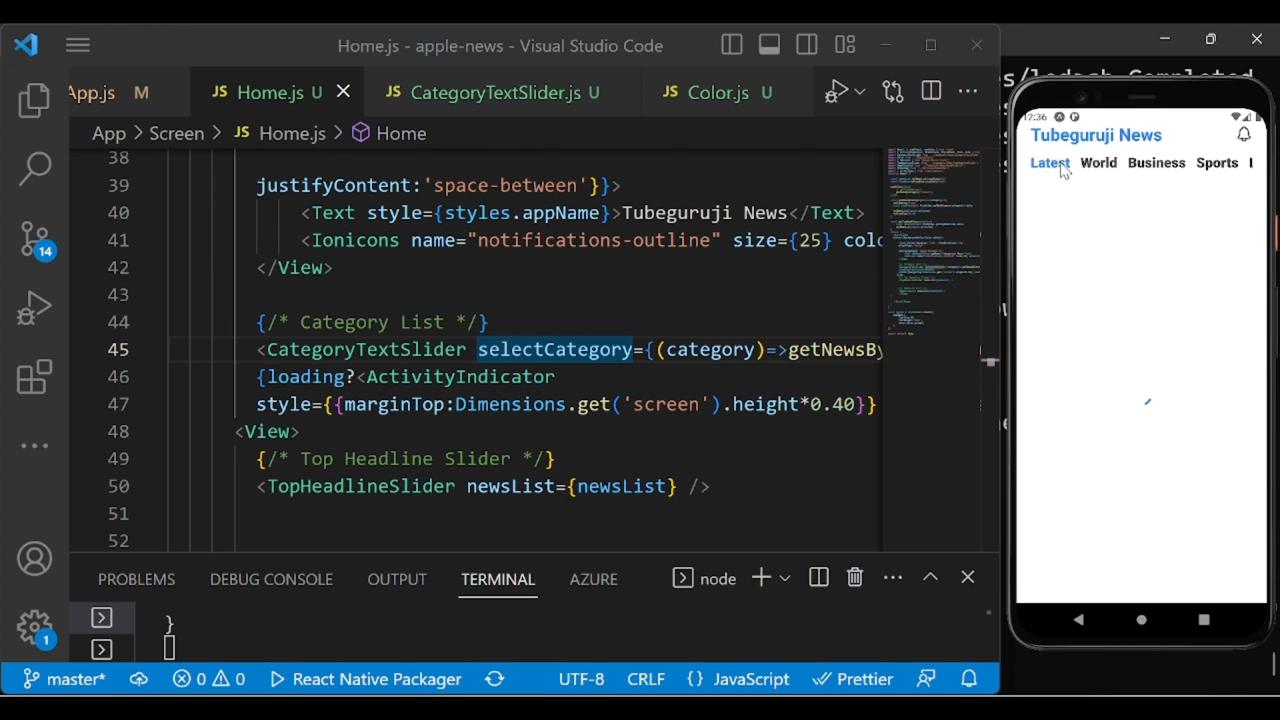 Home.js - apple-news - Visual Studio Code
App.js M
JS Home.js U
JS CategoryTextSlider.js U
JS Color.js U
App > Screen > JS Home.js > Home
38
39 justifyContent:'space-between'}}>
40 <Text style={styles.appName}>Tubeguruji News</Text>
41 <Ionicons name="notifications-outline" size={25} colo
42 </View>
43
44 {/* Category List */}
45 <CategoryTextSlider selectCategory={(category)=>getNewsBy
46 {loading?<ActivityIndicator
47 style={{marginTop:Dimensions.get('screen').height*0.40}}
48 <View>
49 {/* Top Headline Slider */}
50 <TopHeadlineSlider newsList={newsList} />
51
52
14
1
PROBLEMS DEBUG CONSOLE OUTPUT TERMINAL AZURE
node
}
master* 0 0 React Native Packager UTF-8 CRLF {} JavaScript Prettier
s/lodash Completed
12:36
Tubeguruji News
Latest World Business Sports